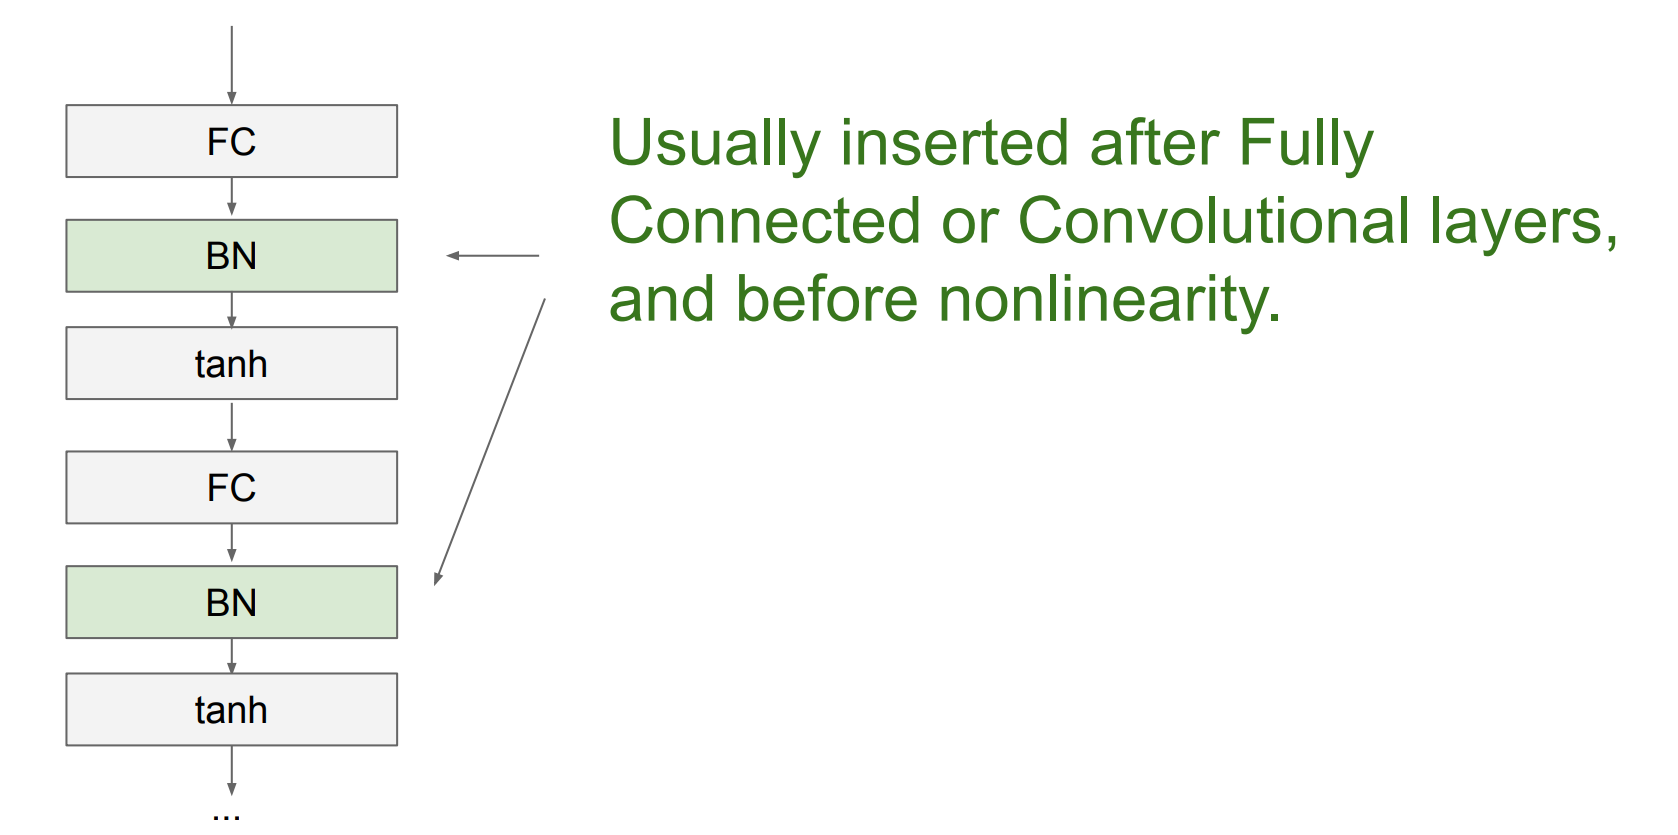 FC
BN
tanh
FC
BN
tanh
...
Usually inserted after Fully
Connected or Convolutional layers,
and before nonlinearity.